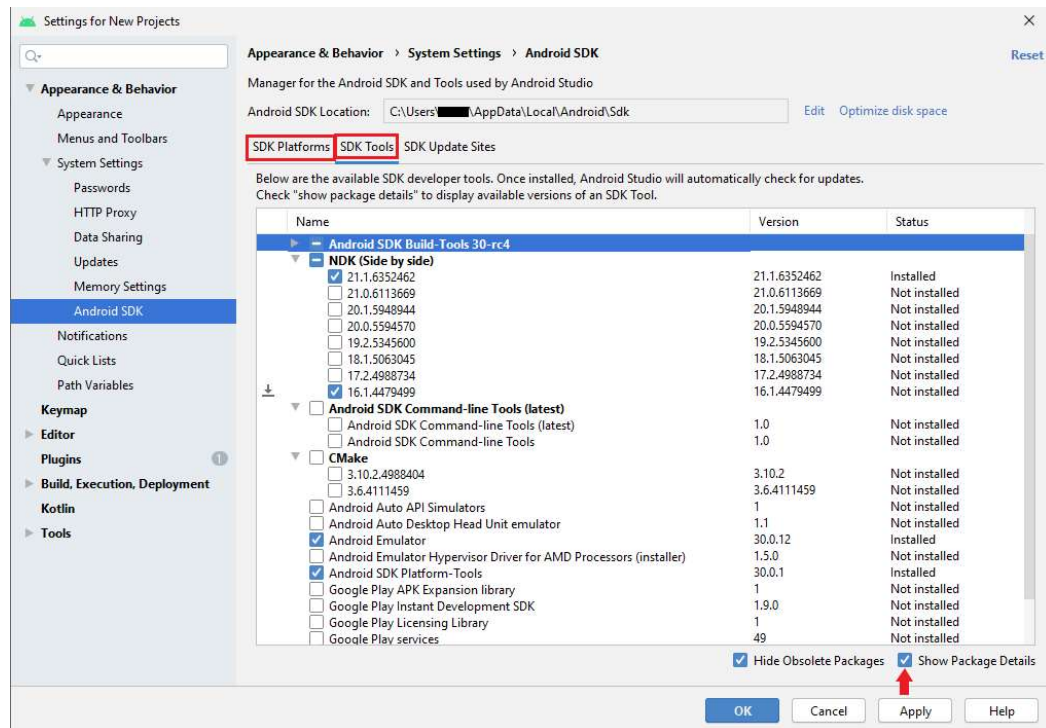 Settings for New Projects
Appearance & Behavior
Appearance
Menus and Toolbars
System Settings
Passwords
HTTP Proxy
Data Sharing
Updates
Memory Settings
Android SDK
Notifications
Quick Lists
Path Variables
Keymap
Editor
Plugins 1
Build, Execution, Deployment
Kotlin
Tools
Appearance & Behavior › System Settings › Android SDK Reset
Manager for the Android SDK and Tools used by Android Studio
Android SDK Location: C:\Users\ \AppData\Local\Android\Sdk Edit Optimize disk space
SDK Platforms SDK Tools SDK Update Sites
Below are the available SDK developer tools. Once installed, Android Studio will automatically check for updates.
Check "show package details" to display available versions of an SDK Tool.
Name Version Status
Android SDK Build-Tools 30-rc4
NDK (Side by side)
21.1.6352462 21.1.6352462 Installed
21.0.6113669 21.0.6113669 Not installed
20.1.5948944 20.1.5948944 Not installed
20.0.5594570 20.0.5594570 Not installed
19.2.5345600 19.2.5345600 Not installed
18.1.5063045 18.1.5063045 Not installed
17.2.4988734 17.2.4988734 Not installed
16.1.4479499 16.1.4479499 Not installed
Android SDK Command-line Tools (latest)
Android SDK Command-line Tools (latest) 1.0 Not installed
Android SDK Command-line Tools 1.0 Not installed
CMake
3.10.2.4988404 3.10.2 Not installed
3.6.4111459 3.6.4111459 Not installed
Android Auto API Simulators 1 Not installed
Android Auto Desktop Head Unit emulator 1.1 Not installed
Android Emulator 30.0.12 Installed
Android Emulator Hypervisor Driver for AMD Processors (installer) 1.5.0 Not installed
Android SDK Platform-Tools 30.0.1 Installed
Google Play APK Expansion library 1 Not installed
Google Play Instant Development SDK 1.9.0 Not installed
Google Play Licensing Library 1 Not installed
Google Play services 49 Not installed
Hide Obsolete Packages Show Package Details
OK Cancel Apply Help